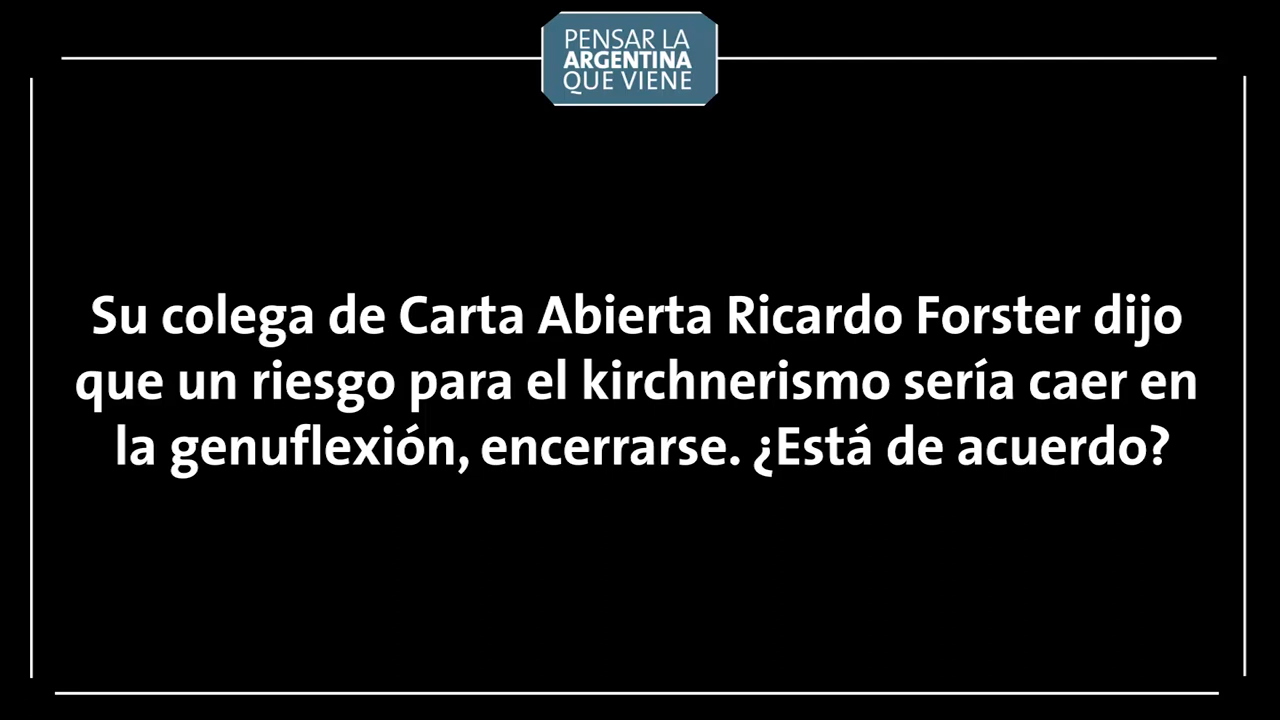 PENSAR LA
ARGENTINA
QUE VIENE
Su colega de Carta Abierta Ricardo Forster dijo
que un riesgo para el kirchnerismo sería caer en
la genuflexión, encerrarse. ¿Está de acuerdo?